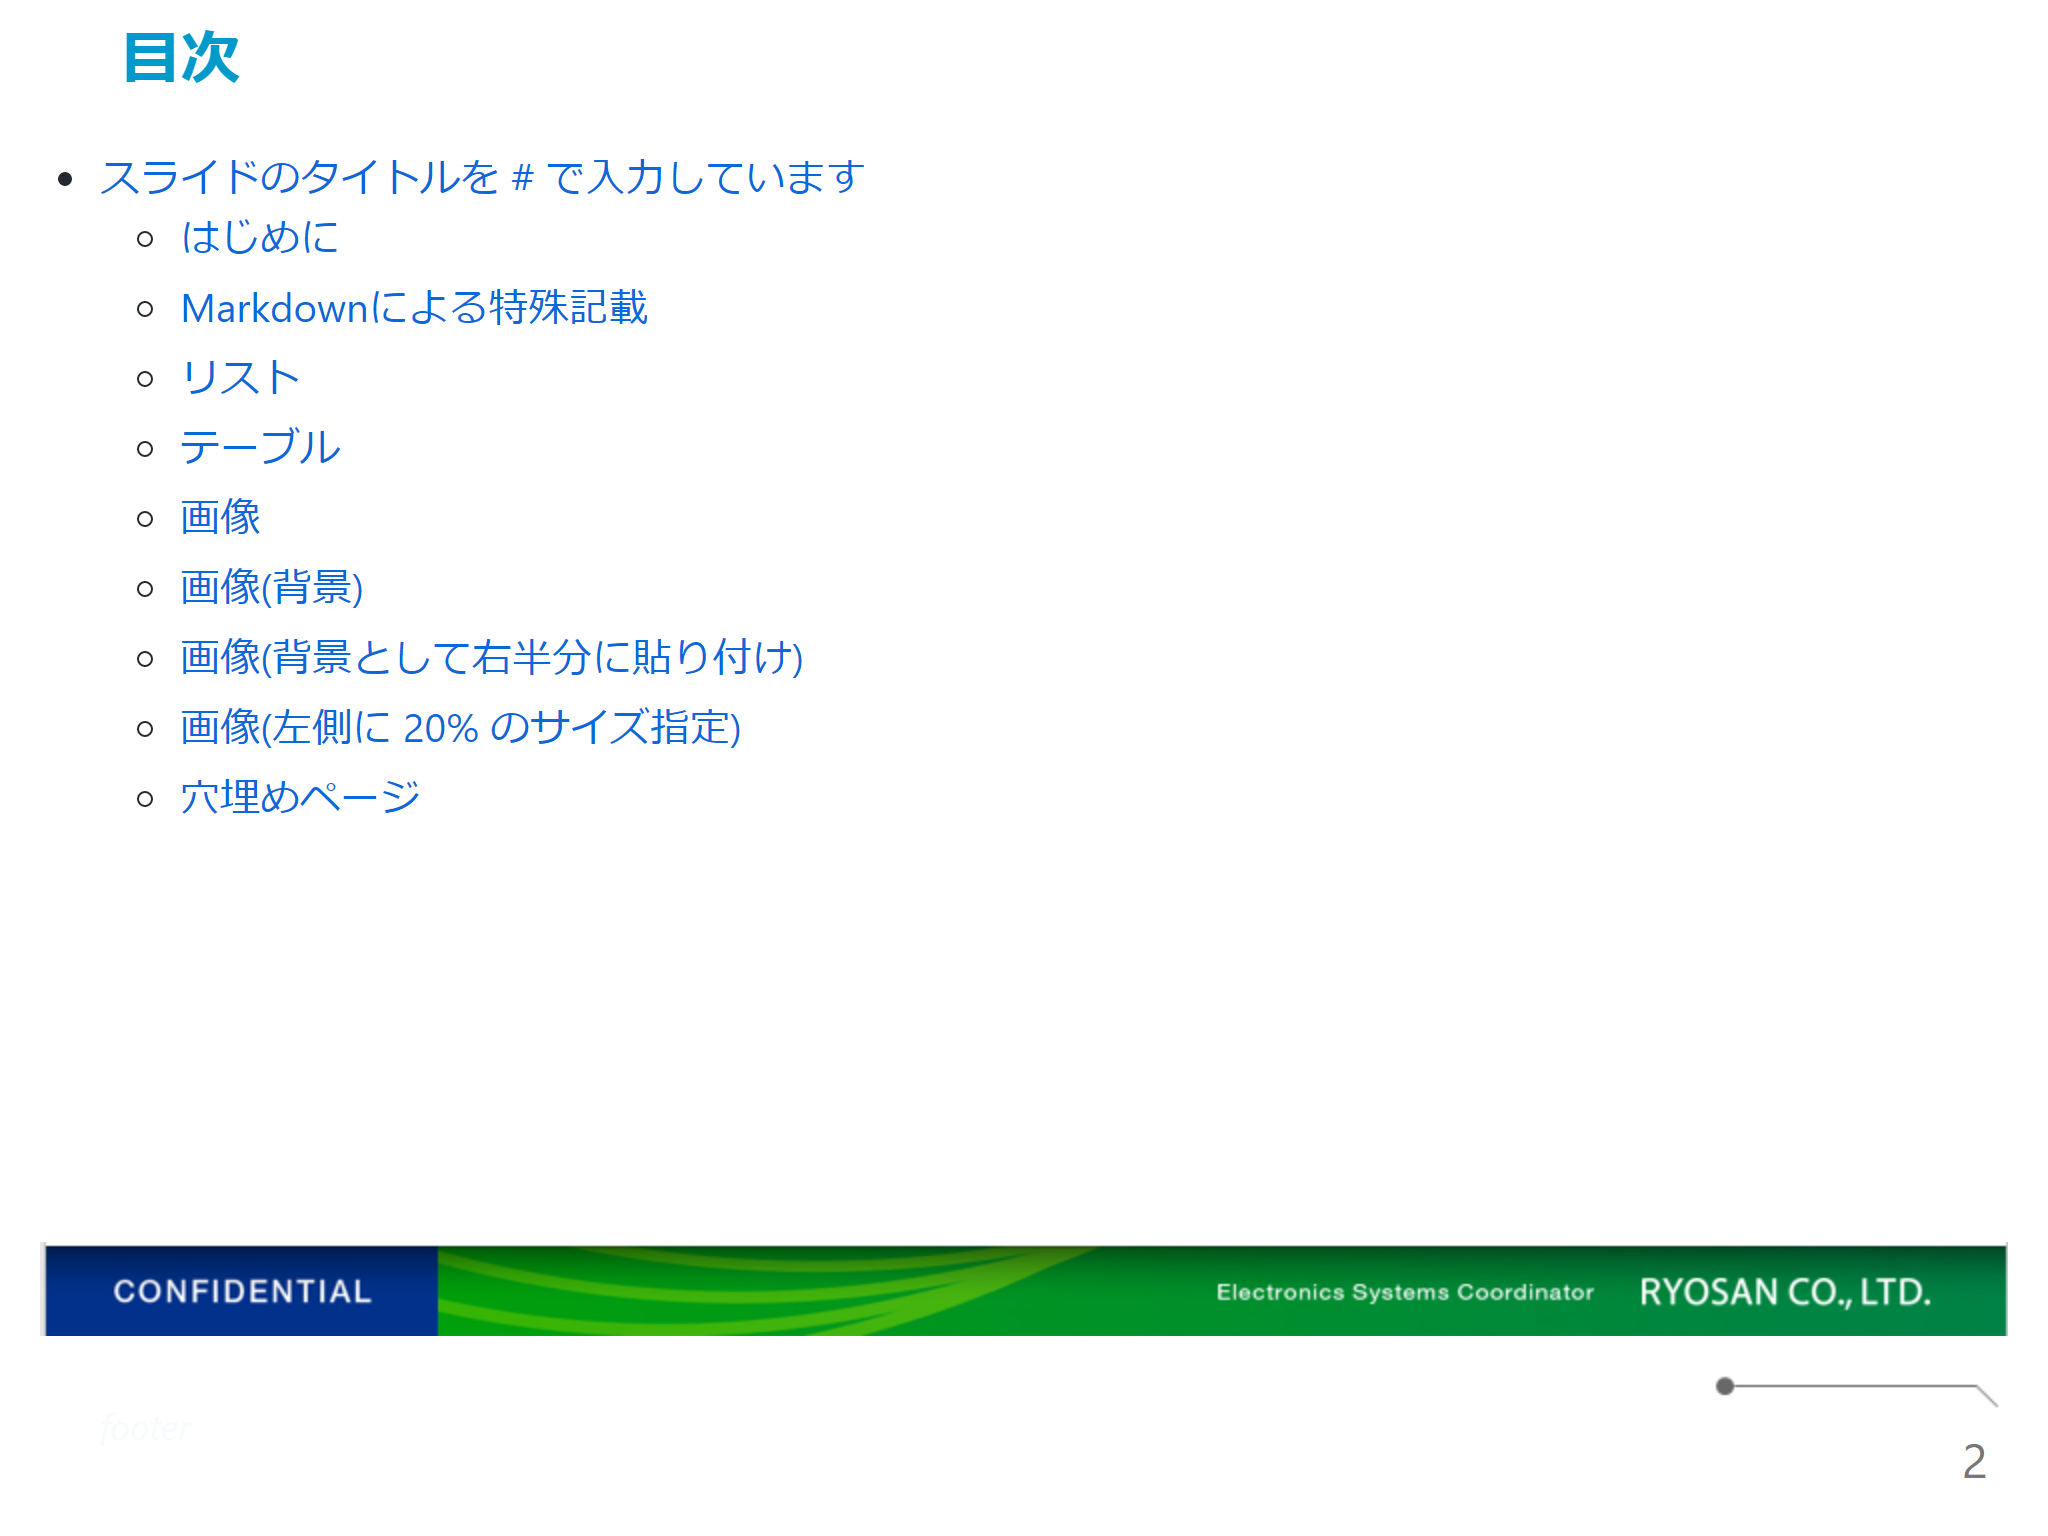 目次
スライドのタイトルを # で入力しています
はじめに
Markdownによる特殊記載
リスト
テーブル
画像
画像(背景)
画像(背景として右半分に貼り付け)
画像(左側に 20% のサイズ指定)
穴埋めページ
CONFIDENTIAL
Electronics Systems Coordinator RYOSAN CO., LTD.
footer
2